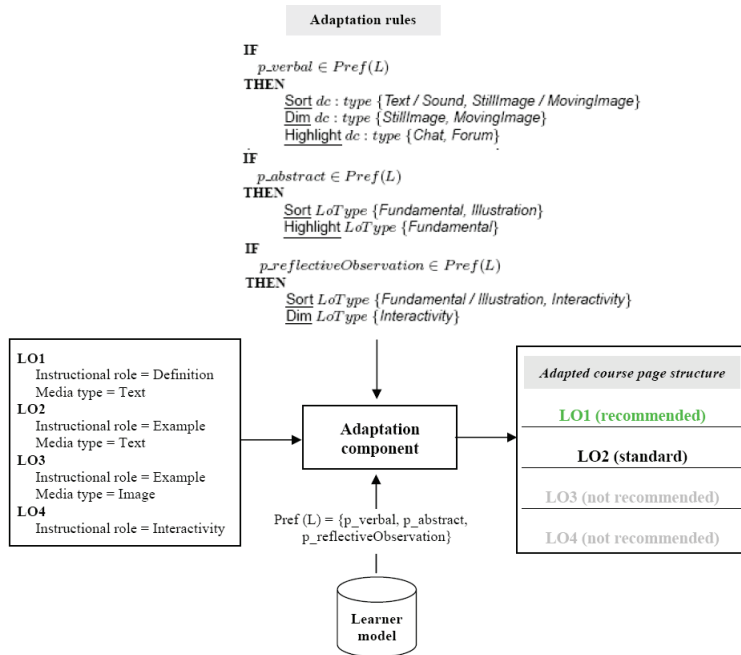 Adaptation rules
IF
p_verbal ∈ Pref(L)
THEN
Sort dc : type {Text / Sound, StillImage / MovingImage}
Dim dc : type {StillImage, MovingImage}
Highlight dc : type {Chat, Forum}
IF
p_abstract ∈ Pref(L)
THEN
Sort LoType {Fundamental, Illustration}
Highlight LoType {Fundamental}
IF
p_reflectiveObservation ∈ Pref(L)
THEN
Sort LoType {Fundamental / Illustration, Interactivity}
Dim LoType {Interactivity}
LO1
Instructional role = Definition
Media type = Text
LO2
Instructional role = Example
Media type = Text
LO3
Instructional role = Example
Media type = Image
LO4
Instructional role = Interactivity
Adaptation
component
Pref (L) = {p_verbal, p_abstract,
p_reflectiveObservation}
Learner
model
Adapted course page structure
LO1 (recommended)
LO2 (standard)
LO3 (not recommended)
LO4 (not recommended)